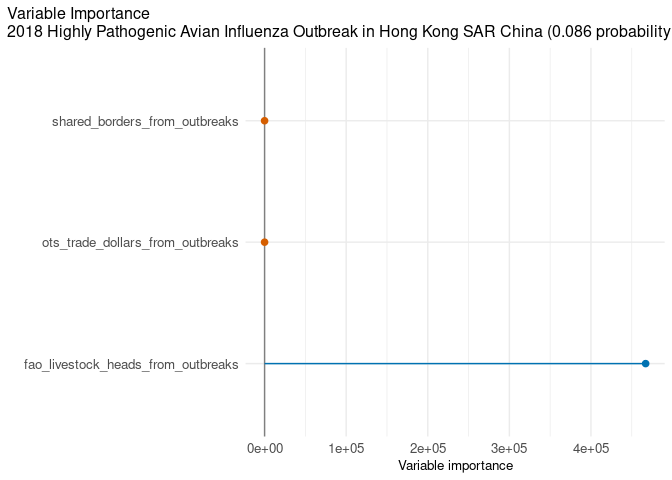 Variable Importance
2018 Highly Pathogenic Avian Influenza Outbreak in Hong Kong SAR China (0.086 probability
shared_borders_from_outbreaks
ots_trade_dollars_from_outbreaks
fao_livestock_heads_from_outbreaks
0e+00 1e+05 2e+05 3e+05 4e+05
Variable importance